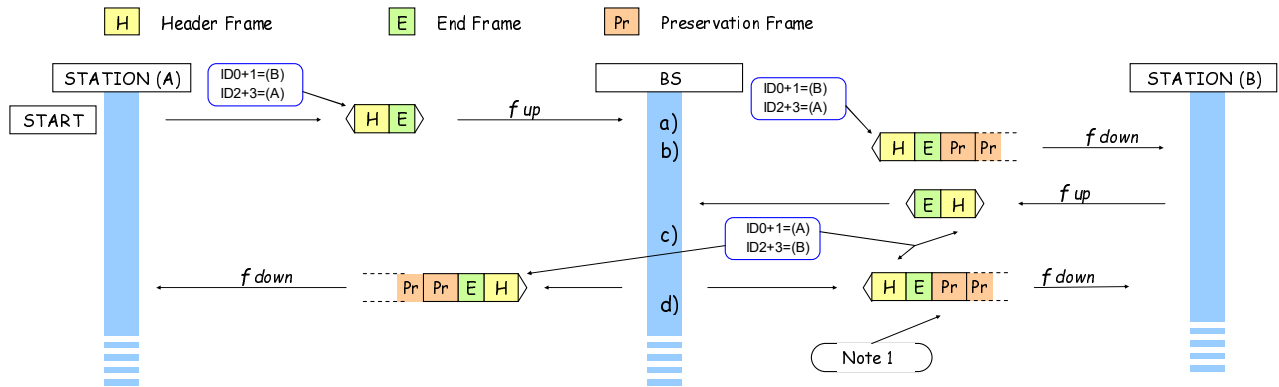 H Header Frame E End Frame Pr Preservation Frame
STATION (A)
ID0+1=(B)
ID2+3=(A)
BS
ID0+1=(B)
ID2+3=(A)
STATION (B)
START
H E
f up
a)
b)
H E Pr Pr
f down
E H
f up
c)
ID0+1=(A)
ID2+3=(B)
f down
Pr Pr E H
d)
H E Pr Pr
f down
Note 1